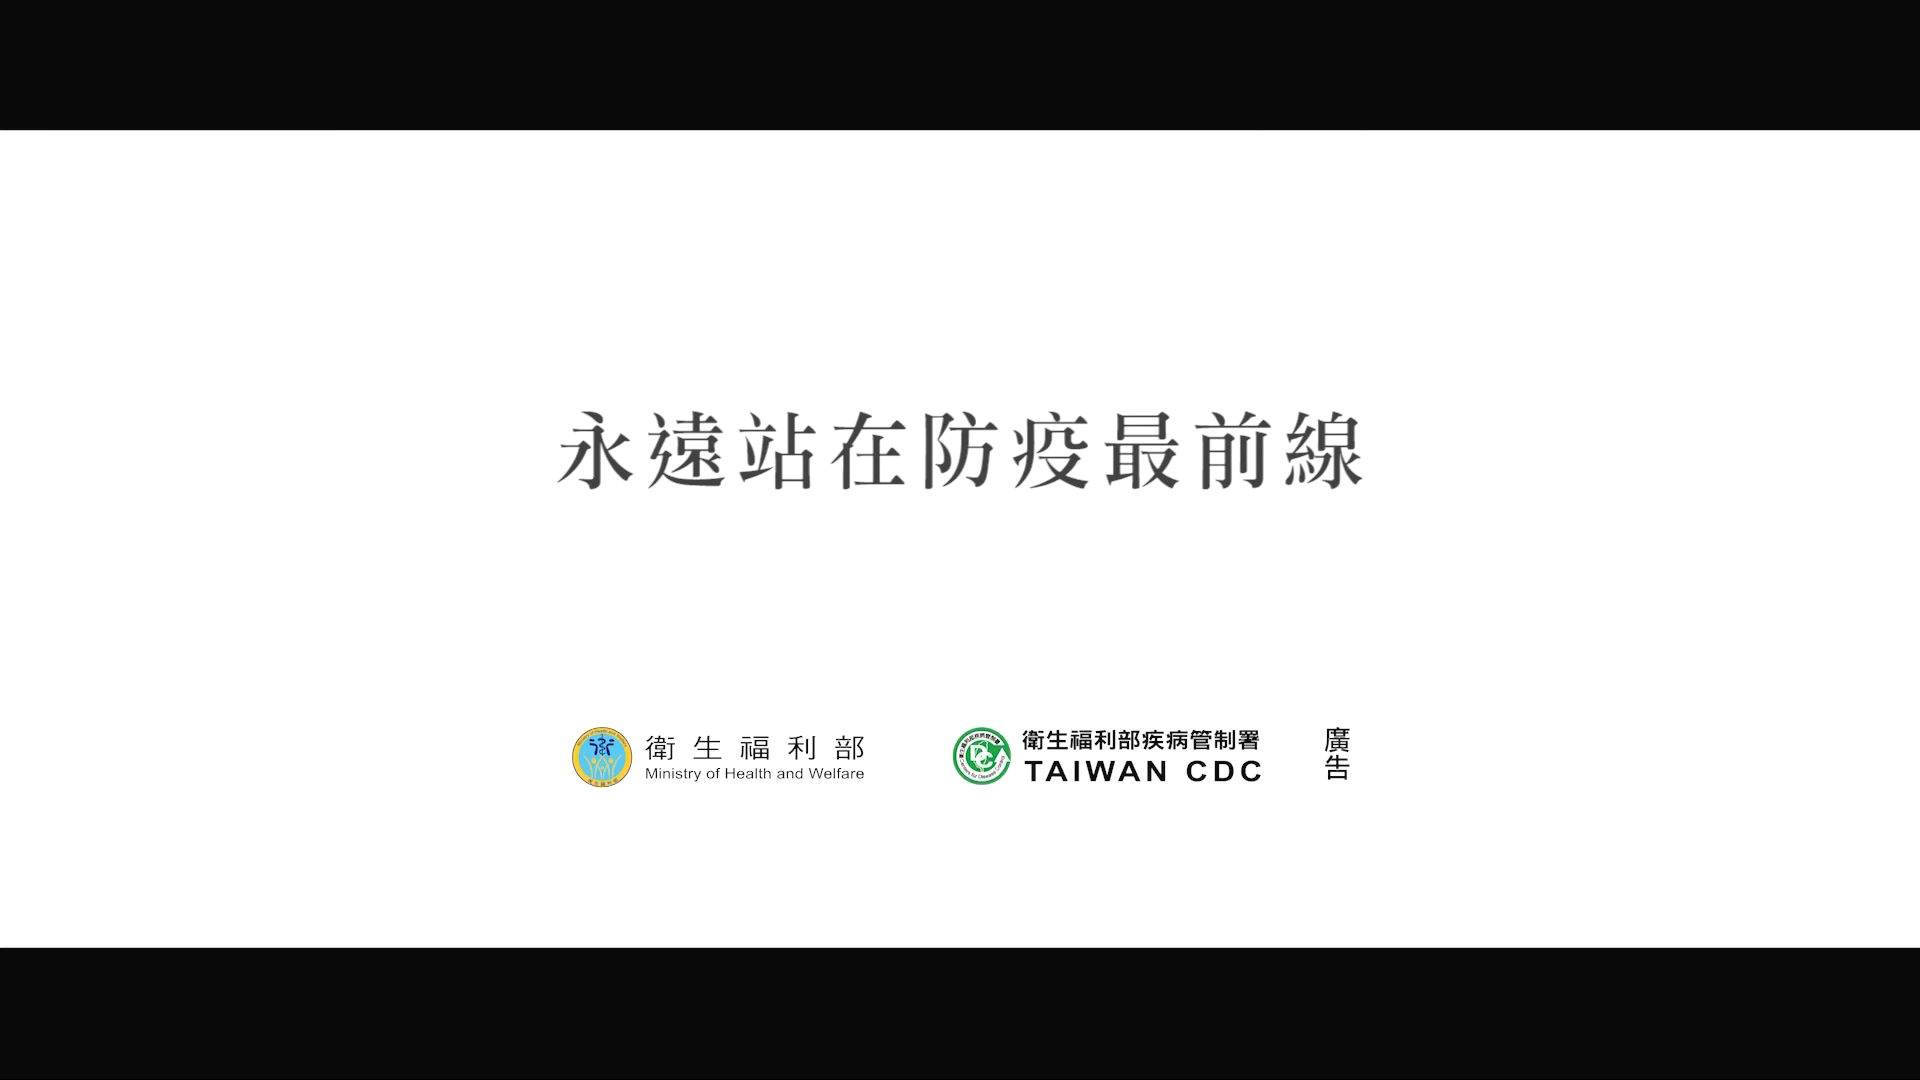 永遠站在防疫最前線
衛生福利部
Ministry of Health and Welfare
衛生福利部疾病管制署
TAIWAN CDC
廣告